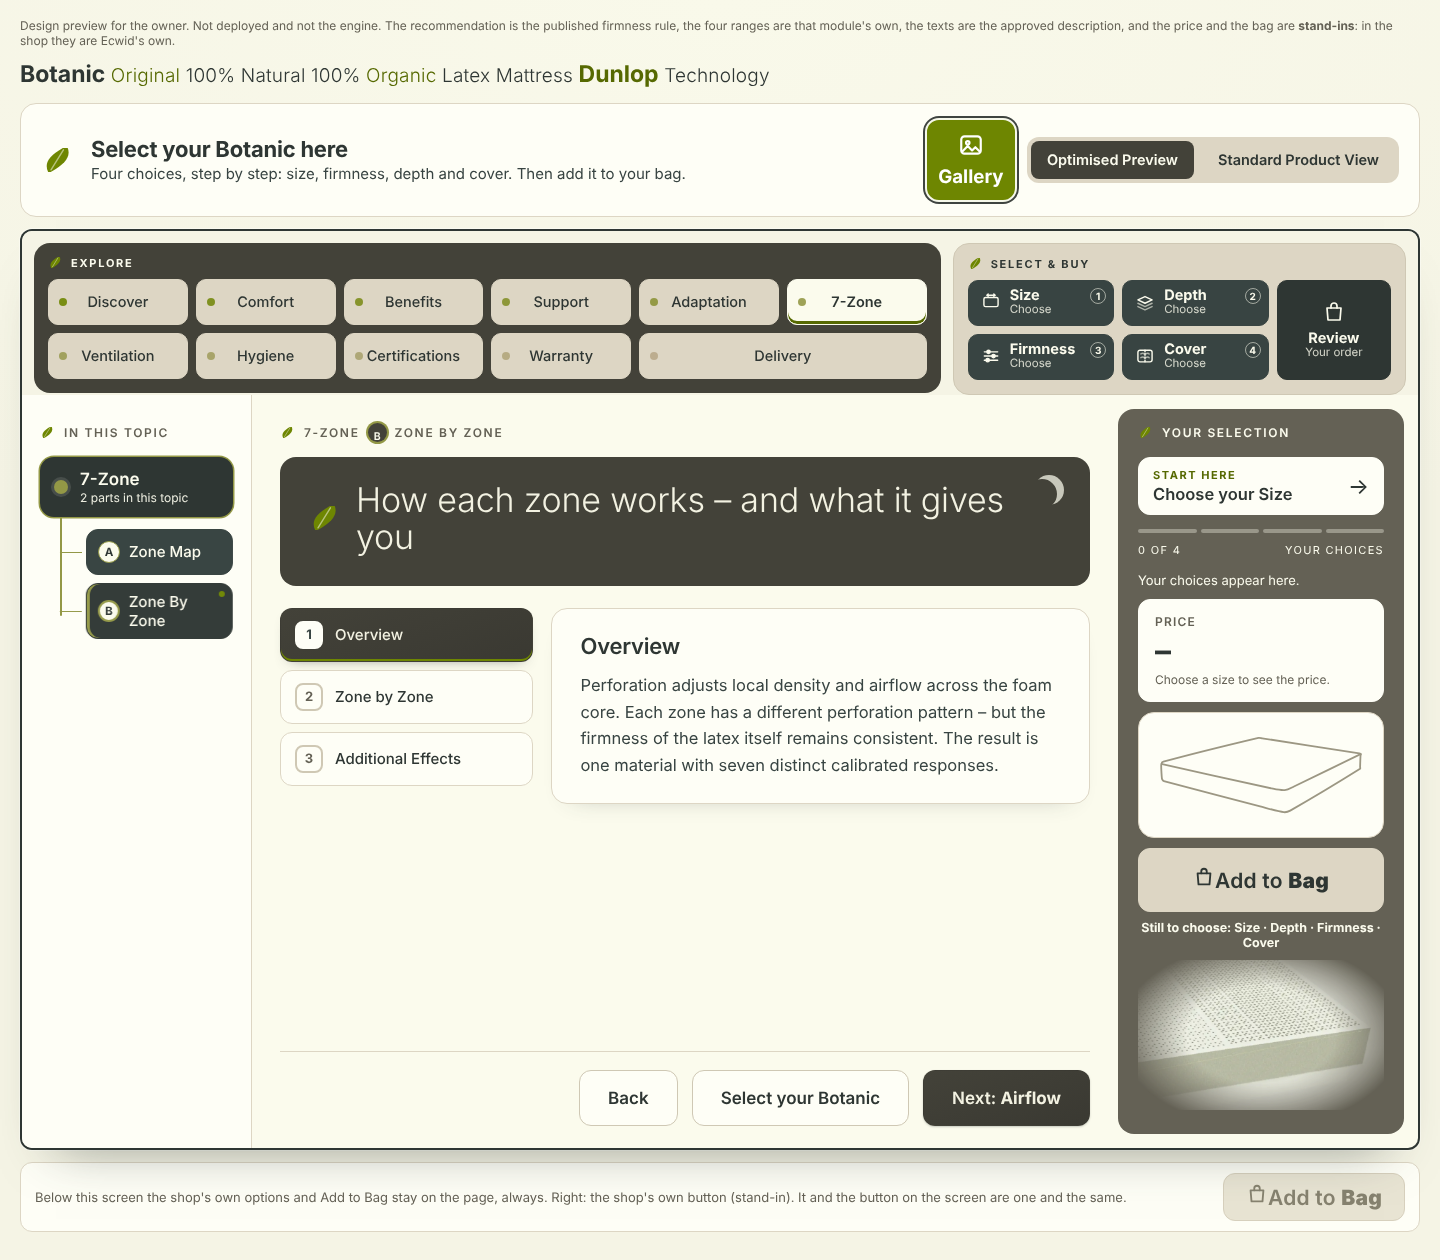 Design preview for the owner. Not deployed and not the engine. The recommendation is the published firmness rule, the four ranges are that module's own, the texts are the approved description, and the price and the bag are stand-ins: in the
shop they are Ecwid's own.
Botanic Original 100% Natural 100% Organic Latex Mattress Dunlop Technology
Select your Botanic here
Four choices, step by step: size, firmness, depth and cover. Then add it to your bag.
Gallery
Optimised Preview
Standard Product View
EXPLORE
Discover
Comfort
Benefits
Support
Adaptation
7-Zone
Ventilation
Hygiene
Certifications
Warranty
Delivery
SELECT & BUY
Size
Choose
1
Depth
Choose
2
Firmness
Choose
3
Cover
Choose
4
Review
Your order
IN THIS TOPIC
7-Zone
2 parts in this topic
A Zone Map
B Zone By
Zone
7-ZONE B ZONE BY ZONE
How each zone works – and what it gives
you
1 Overview
2 Zone by Zone
3 Additional Effects
Overview
Perforation adjusts local density and airflow across the foam
core. Each zone has a different perforation pattern – but the
firmness of the latex itself remains consistent. The result is
one material with seven distinct calibrated responses.
Back
Select your Botanic
Next: Airflow
YOUR SELECTION
START HERE
Choose your Size
0 OF 4
YOUR CHOICES
Your choices appear here.
PRICE
–
Choose a size to see the price.
Add to Bag
Still to choose: Size · Depth · Firmness ·
Cover
Below this screen the shop's own options and Add to Bag stay on the page, always. Right: the shop's own button (stand-in). It and the button on the screen are one and the same.
Add to Bag